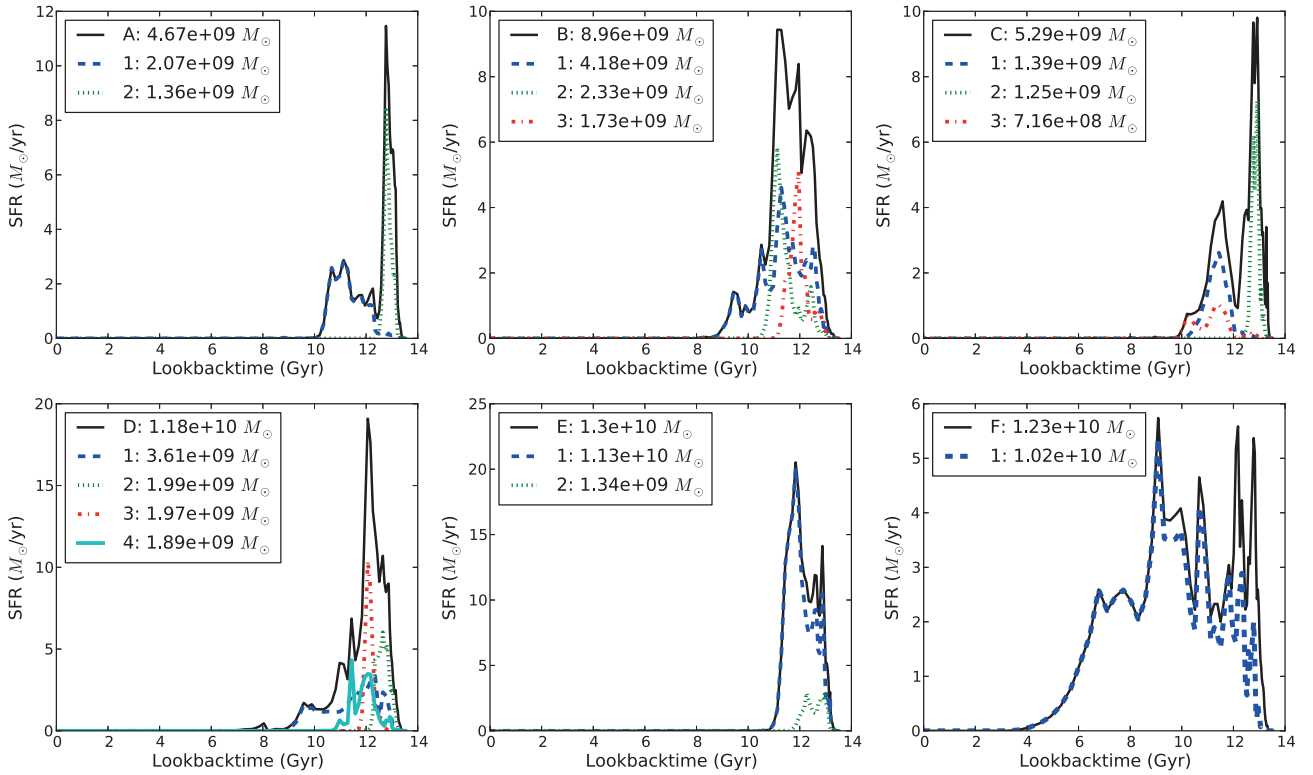 A: 4.67e+09 M⊙
1: 2.07e+09 M⊙
2: 1.36e+09 M⊙
SFR (M⊙/yr)
12
10
8
6
4
2
0
0 2 4 6 8 10 12 14
Lookbacktime (Gyr)
B: 8.96e+09 M⊙
1: 4.18e+09 M⊙
2: 2.33e+09 M⊙
3: 1.73e+09 M⊙
SFR (M⊙/yr)
10
8
6
4
2
0
0 2 4 6 8 10 12 14
Lookbacktime (Gyr)
C: 5.29e+09 M⊙
1: 1.39e+09 M⊙
2: 1.25e+09 M⊙
3: 7.16e+08 M⊙
SFR (M⊙/yr)
10
8
6
4
2
0
0 2 4 6 8 10 12 14
Lookbacktime (Gyr)
D: 1.18e+10 M⊙
1: 3.61e+09 M⊙
2: 1.99e+09 M⊙
3: 1.97e+09 M⊙
4: 1.89e+09 M⊙
SFR (M⊙/yr)
20
15
10
5
0
0 2 4 6 8 10 12 14
Lookbacktime (Gyr)
E: 1.3e+10 M⊙
1: 1.13e+10 M⊙
2: 1.34e+09 M⊙
SFR (M⊙/yr)
25
20
15
10
5
0
0 2 4 6 8 10 12 14
Lookbacktime (Gyr)
F: 1.23e+10 M⊙
1: 1.02e+10 M⊙
SFR (M⊙/yr)
6
5
4
3
2
1
0
0 2 4 6 8 10 12 14
Lookbacktime (Gyr)